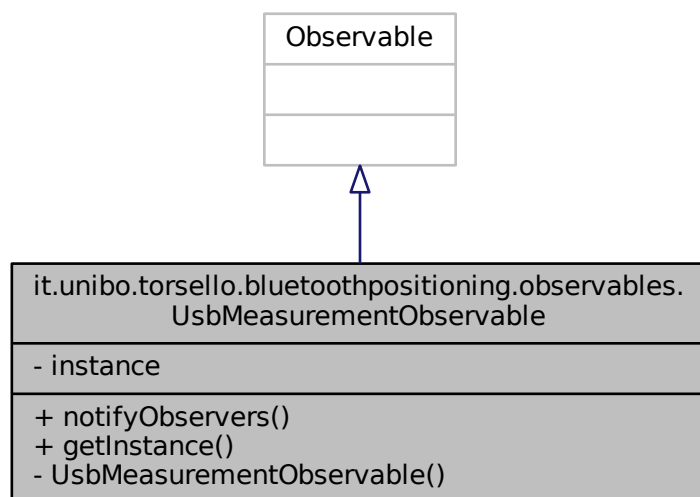 Observable
it.unibo.torsello.bluetoothpositioning.observables.
UsbMeasurementObservable
- instance
+ notifyObservers()
+ getInstance()
- UsbMeasurementObservable()